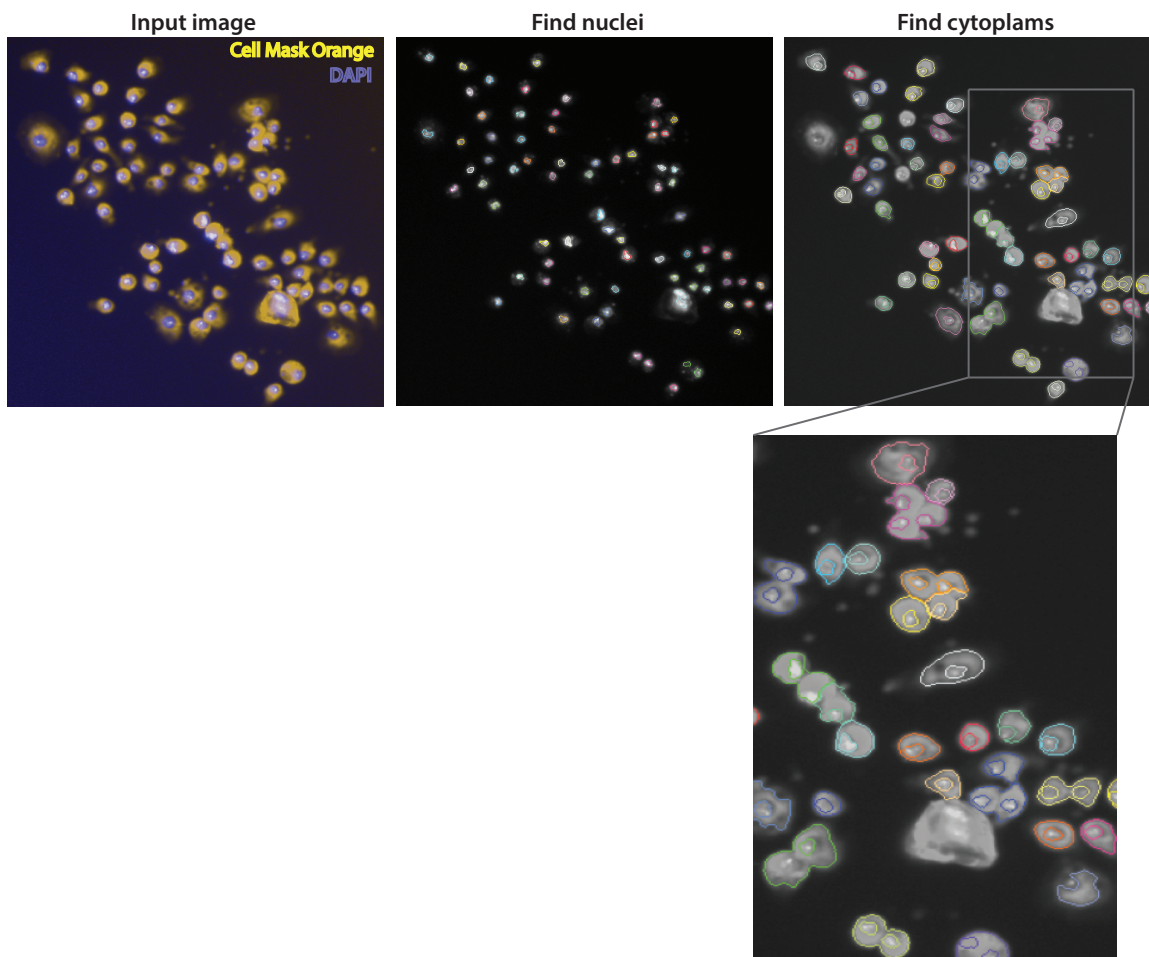 Input image
Find nuclei
Find cytoplams
Cell Mask Orange
DAPI